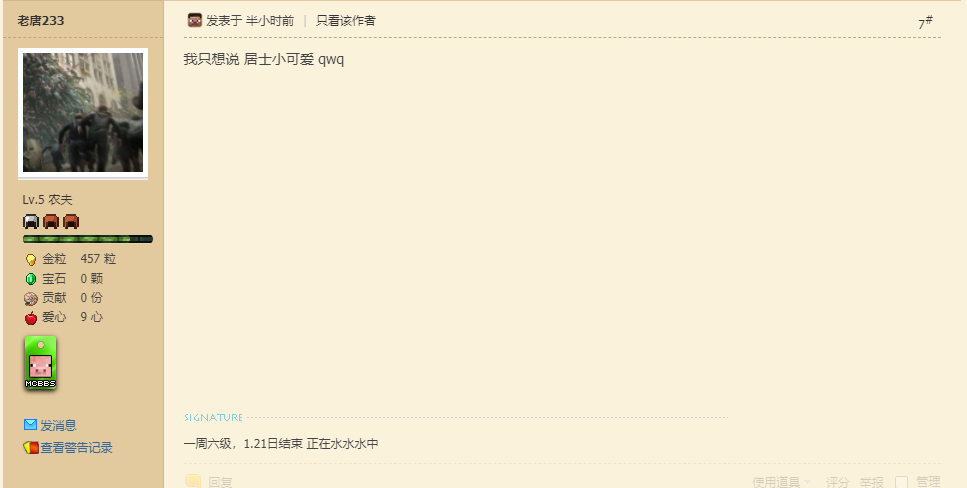 老唐233
发表于 半小时前 | 只看该作者
7#
我只想说 居士小可爱 qwq
Lv.5 农夫
金粒 457 粒
宝石 0 颗
贡献 0 份
爱心 9 心
MCBBS
发消息
查看警告记录
SIGNATURE
一周六级，1.21日结束 正在水水水中
回复
使用道具 评分 举报 管理